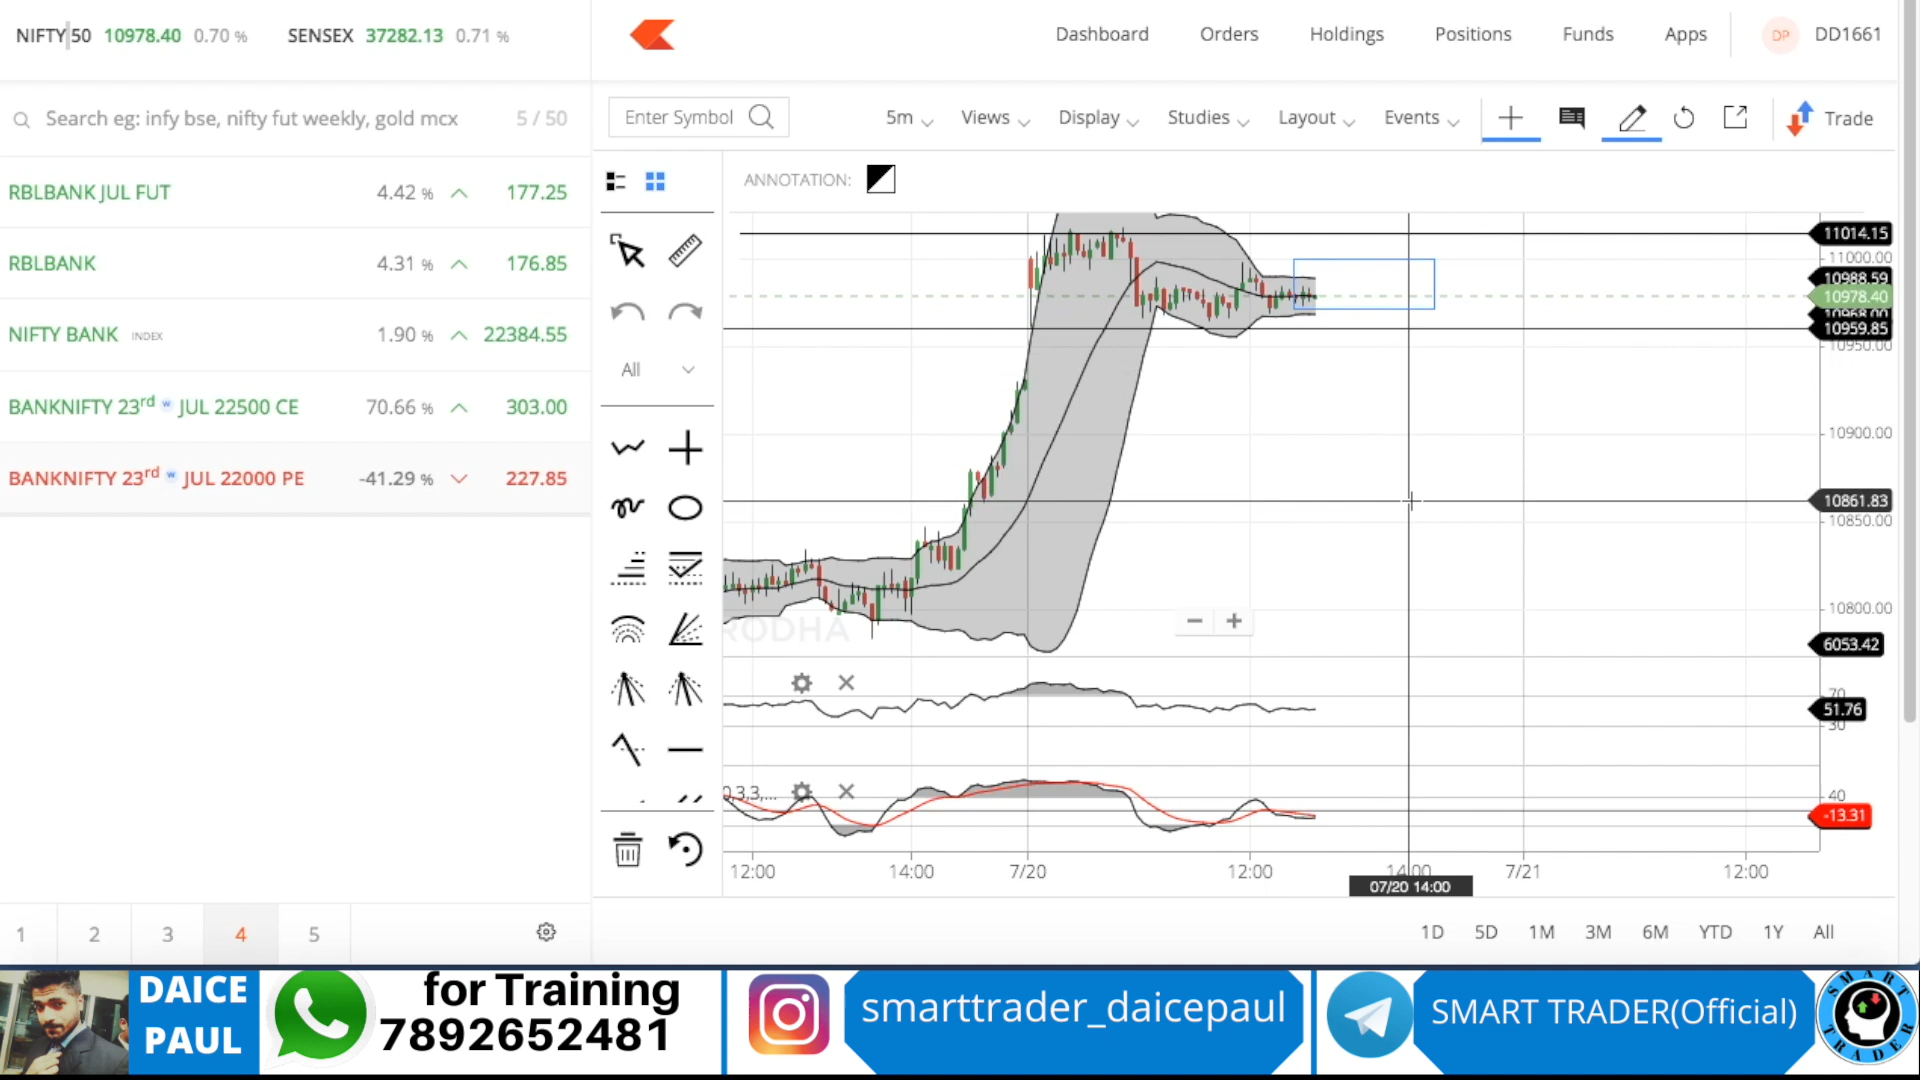 NIFTY 50 10978.40 0.70 % SENSEX 37282.13 0.71 %
Dashboard Orders Holdings Positions Funds Apps DP DD1661
Search eg: infy bse, nifty fut weekly, gold mcx 5 / 50
Enter Symbol 5m Views Display Studies Layout Events Trade
RBLBANK JUL FUT 4.42 % 177.25
RBLBANK 4.31 % 176.85
NIFTY BANK INDEX 1.90 % 22384.55
BANKNIFTY 23rd w JUL 22500 CE 70.66 % 303.00
BANKNIFTY 23rd w JUL 22000 PE -41.29 % 227.85
1 2 3 4 5
ANNOTATION:
All
11014.15
11000.00
10988.59
10978.40
10968.00
10959.85
10950.00
10900.00
10861.83
10850.00
10800.00
6053.42
RODHA
70
51.76
30
0,3,3,...
40
-13.31
12:00 14:00 7/20 12:00 14:00 7/21 12:00
07/20 14:00
1D 5D 1M 3M 6M YTD 1Y All
DAICE
PAUL
for Training
7892652481
smarttrader_daicepaul
SMART TRADER(Official)
SMART
TRADER